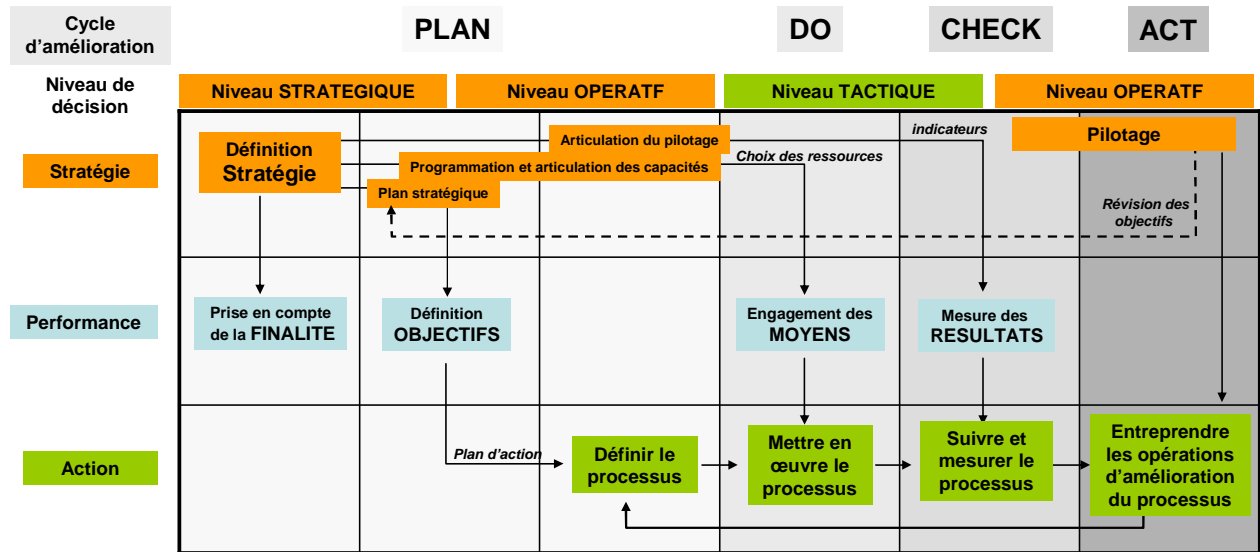 Cycle
d'amélioration
PLAN
DO
CHECK
ACT
Niveau de
décision
Niveau STRATEGIQUE
Niveau OPERATF
Niveau TACTIQUE
Niveau OPERATF
Stratégie
Définition
Stratégie
Articulation du pilotage
indicateurs
Pilotage
Programmation et articulation des capacités
Choix des ressources
Plan stratégique
Révision des
objectifs
Performance
Prise en compte
de la FINALITE
Définition
OBJECTIFS
Engagement des
MOYENS
Mesure des
RESULTATS
Action
Plan d'action
Définir le
processus
Mettre en
œuvre le
processus
Suivre et
mesurer le
processus
Entreprendre
les opérations
d'amélioration
du processus